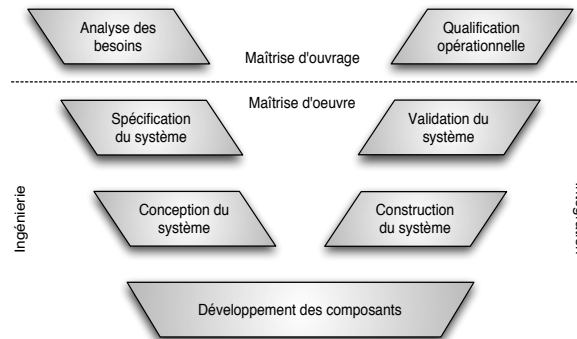 Analyse des
besoins
Qualification
opérationnelle
Maîtrise d'ouvrage
Maîtrise d'oeuvre
Spécification
du système
Validation du
système
Ingénierie
Conception du
système
Construction
du système
Développement des composants